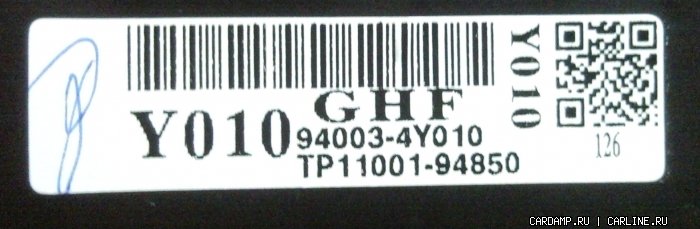 GHF
Y010
94003-4Y010
TP11001-94850
Y010
126
CARDAMP.RU | CARLINE.RU